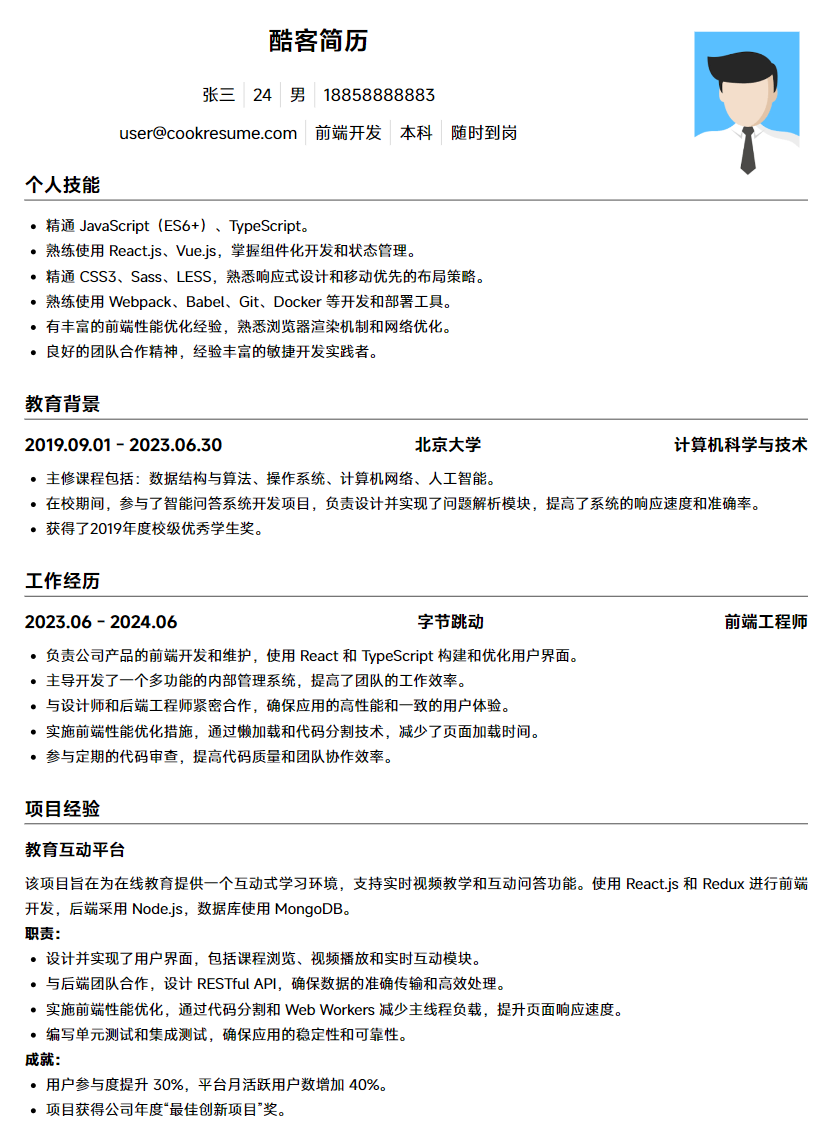 酷客简历
张三 24 男 18858888883
user@cookresume.com 前端开发 本科 随时到岗
个人技能
• 精通 JavaScript（ES6+）、TypeScript。
• 熟练使用 React.js、Vue.js，掌握组件化开发和状态管理。
• 精通 CSS3、Sass、LESS，熟悉响应式设计和移动优先的布局策略。
• 熟练使用 Webpack、Babel、Git、Docker 等开发和部署工具。
• 有丰富的前端性能优化经验，熟悉浏览器渲染机制和网络优化。
• 良好的团队合作精神，经验丰富的敏捷开发实践者。
教育背景
2019.09.01 - 2023.06.30 北京大学 计算机科学与技术
• 主修课程包括：数据结构与算法、操作系统、计算机网络、人工智能。
• 在校期间，参与了智能问答系统开发项目，负责设计并实现了问题解析模块，提高了系统的响应速度和准确率。
• 获得了2019年度校级优秀学生奖。
工作经历
2023.06 - 2024.06 字节跳动 前端工程师
• 负责公司产品的前端开发和维护，使用 React 和 TypeScript 构建和优化用户界面。
• 主导开发了一个多功能的内部管理系统，提高了团队的工作效率。
• 与设计师和后端工程师紧密合作，确保应用的高性能和一致的用户体验。
• 实施前端性能优化措施，通过懒加载和代码分割技术，减少了页面加载时间。
• 参与定期的代码审查，提高代码质量和团队协作效率。
项目经验
教育互动平台
该项目旨在为在线教育提供一个互动式学习环境，支持实时视频教学和互动问答功能。使用 React.js 和 Redux 进行前端
开发，后端采用 Node.js，数据库使用 MongoDB。
职责：
• 设计并实现了用户界面，包括课程浏览、视频播放和实时互动模块。
• 与后端团队合作，设计 RESTful API，确保数据的准确传输和高效处理。
• 实施前端性能优化，通过代码分割和 Web Workers 减少主线程负载，提升页面响应速度。
• 编写单元测试和集成测试，确保应用的稳定性和可靠性。
成就：
• 用户参与度提升 30%，平台月活跃用户数增加 40%。
• 项目获得公司年度“最佳创新项目”奖。